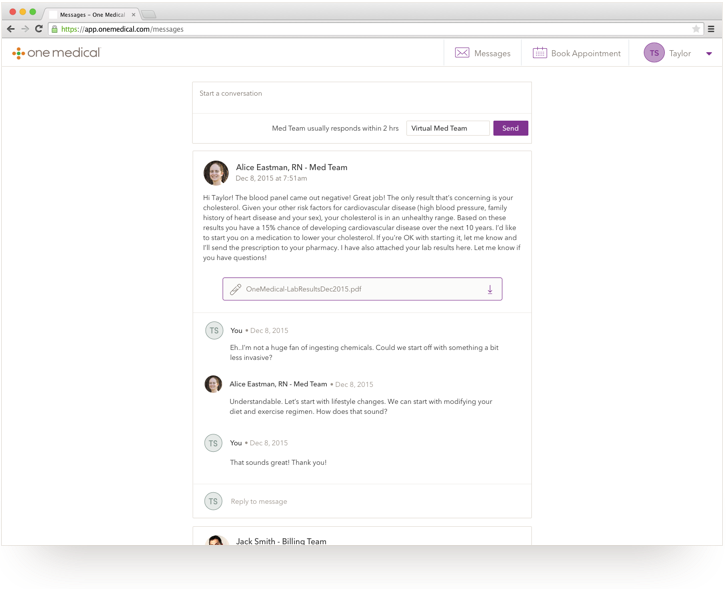 Messages – One Medical
https://app.onemedical.com/messages
one medical
Messages
Book Appointment
TS
Taylor
Start a conversation
Med Team usually responds within 2 hrs
Virtual Med Team
Send
Alice Eastman, RN - Med Team
Dec 8, 2015 at 7:51am
Hi Taylor! The blood panel came out negative! Great job! The only result that's concerning is your
cholesterol. Given your other risk factors for cardiovascular disease (high blood pressure, family
history of heart disease and your sex), your cholesterol is in an unhealthy range. Based on these
results you have a 15% chance of developing cardiovascular disease over the next 10 years. I'd like
to start you on a medication to lower your cholesterol. If you're OK with starting it, let me know and
I'll send the prescription to your pharmacy. I have also attached your lab results here. Let me know if
you have questions!
OneMedical-LabResultsDec2015.pdf
TS
You • Dec 8, 2015
Eh..I'm not a huge fan of ingesting chemicals. Could we start off with something a bit
less invasive?
Alice Eastman, RN - Med Team • Dec 8, 2015
Understandable. Let's start with lifestyle changes. We can start with modifying your
diet and exercise regimen. How does that sound?
TS
You • Dec 8, 2015
That sounds great! Thank you!
TS
Reply to message
Jack Smith - Billing Team